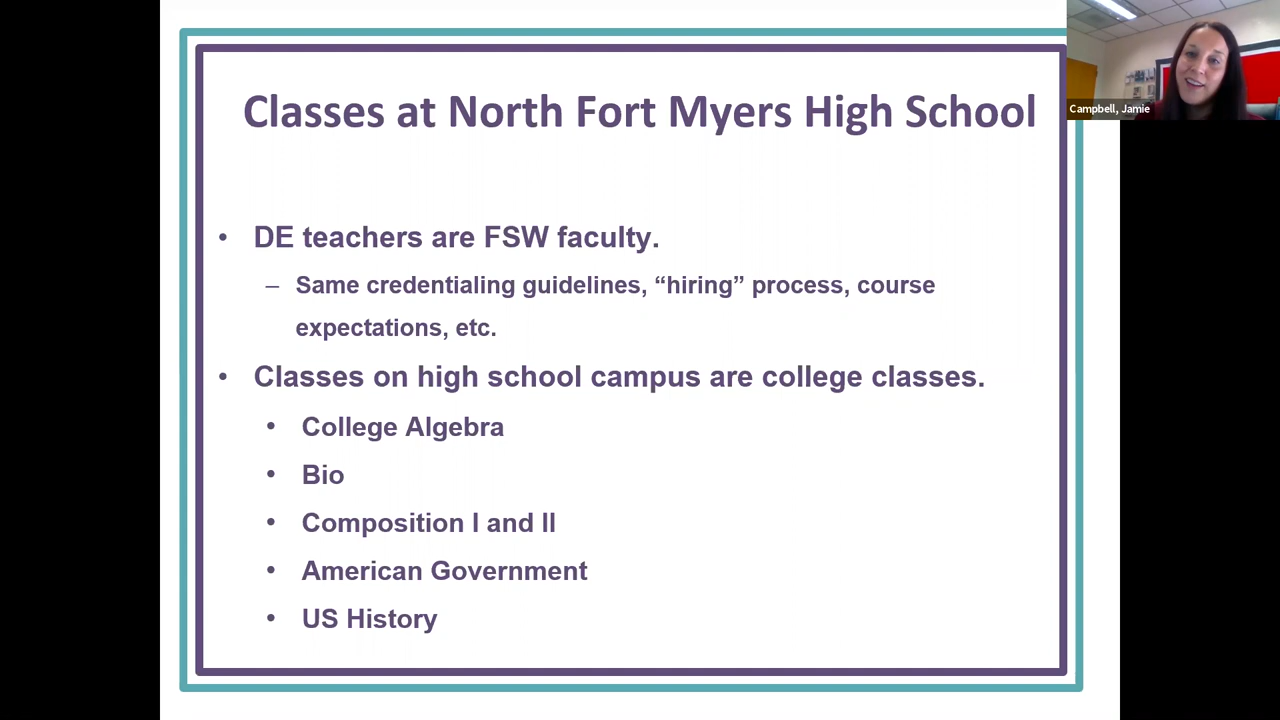 Classes at North Fort Myers High School
Campbell, Jamie
• DE teachers are FSW faculty.
– Same credentialing guidelines, “hiring” process, course
expectations, etc.
• Classes on high school campus are college classes.
• College Algebra
• Bio
• Composition I and II
• American Government
• US History